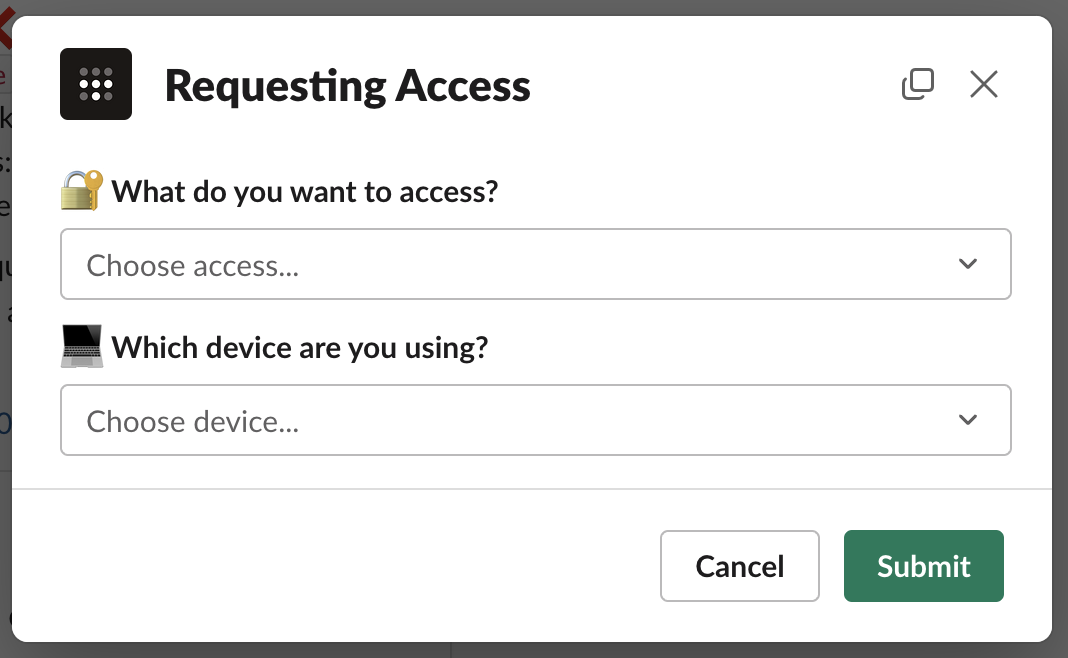 Requesting Access
What do you want to access?
Choose access...
Which device are you using?
Choose device...
Cancel
Submit